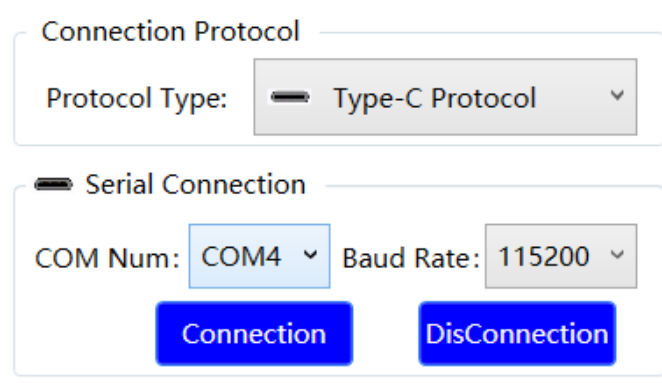 Connection Protocol
Protocol Type: Type-C Protocol
Serial Connection
COM Num: COM4 Baud Rate: 115200
Connection DisConnection